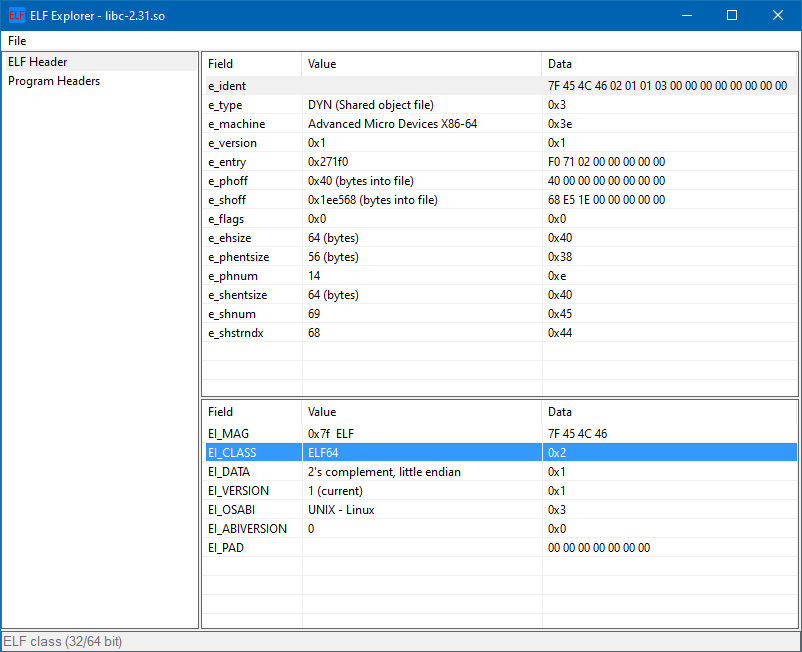 ELF ELF Explorer - libc-2.31.so
File
ELF Header
Program Headers
Field Value Data
e_ident 7F 45 4C 46 02 01 01 03 00 00 00 00 00 00 00 00
e_type DYN (Shared object file) 0x3
e_machine Advanced Micro Devices X86-64 0x3e
e_version 0x1 0x1
e_entry 0x271f0 F0 71 02 00 00 00 00 00
e_phoff 0x40 (bytes into file) 40 00 00 00 00 00 00 00
e_shoff 0x1ee568 (bytes into file) 68 E5 1E 00 00 00 00 00
e_flags 0x0 0x0
e_ehsize 64 (bytes) 0x40
e_phentsize 56 (bytes) 0x38
e_phnum 14 0xe
e_shentsize 64 (bytes) 0x40
e_shnum 69 0x45
e_shstrndx 68 0x44
Field Value Data
EI_MAG 0x7f ELF 7F 45 4C 46
EI_CLASS ELF64 0x2
EI_DATA 2's complement, little endian 0x1
EI_VERSION 1 (current) 0x1
EI_OSABI UNIX - Linux 0x3
EI_ABIVERSION 0 0x0
EI_PAD 00 00 00 00 00 00 00
ELF class (32/64 bit)